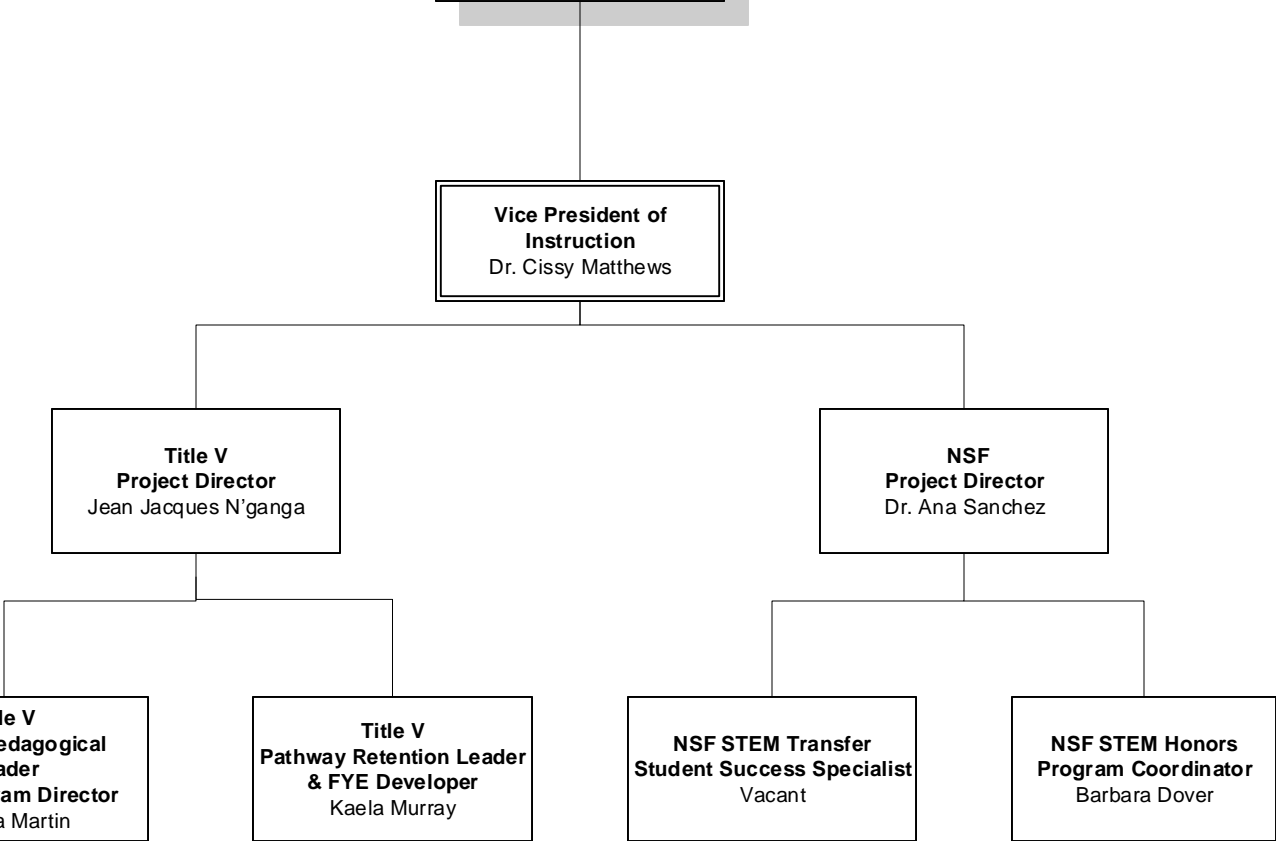 Vice President of
Instruction
Dr. Cissy Matthews
Title V
Project Director
Jean Jacques N’ganga
NSF
Project Director
Dr. Ana Sanchez
V
Director
Martin
Title V
Pathway Retention Leader
& FYE Developer
Kaela Murray
NSF STEM Transfer
Student Success Specialist
Vacant
NSF STEM Honors
Program Coordinator
Barbara Dover